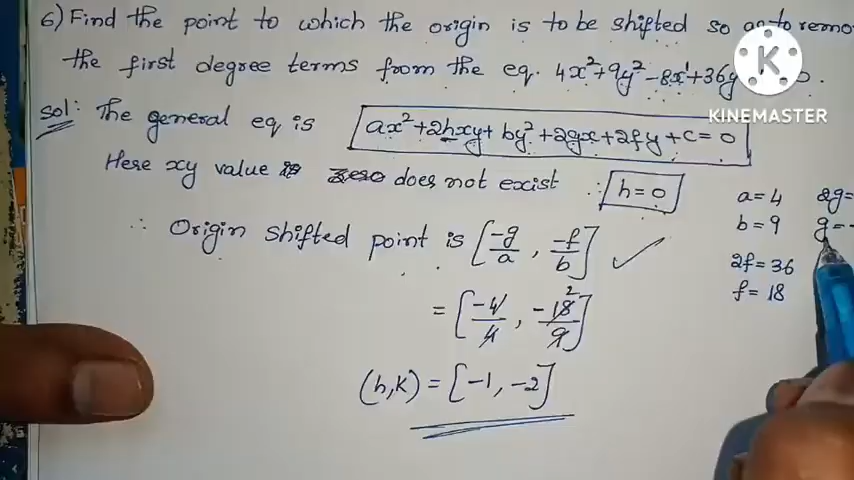 6) Find the point to which the origin is to be shifted so as to
the first degree terms from the eq. 4x²+9y²-8x+36y
KINEMASTER
sol: The general eq is ax²+2hxy+by²+2gx+2fy+c=0
Here xy value does not exist ∴ h=0
a=4 2g=
b=9 g=-
∴ Origin shifted point is [-g/a, -f/b] ✓
2f=36
f=18
= [-4/4, -18/9] 2
(h,k) = [-1, -2]